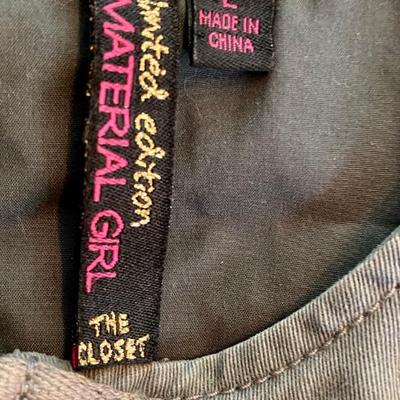 limited edition
MATERIAL GIRL
THE
CLOSET
L
MADE IN
CHINA